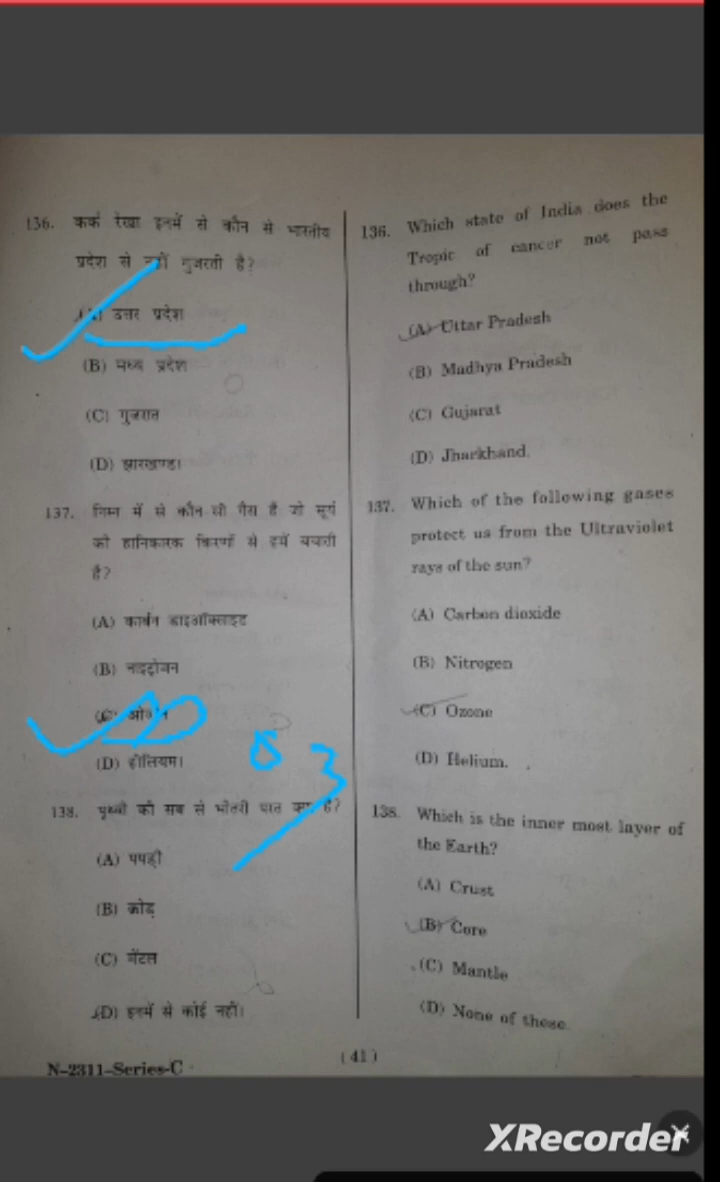 136. कर्क रेखा इनमें से कौन से भारतीय
प्रदेश से नहीं गुजरती है?
(A) उत्तर प्रदेश
(B) मध्य प्रदेश
(C) गुजरात
(D) झारखण्ड।
137. निम्न में से कौन सी गैस है जो सूर्य
की हानिकारक किरणों से हमें बचाती
है?
(A) कार्बन डाइऑक्साइड
(B) नाइट्रोजन
(C) ओजोन
(D) हीलियम।
138. पृथ्वी की सब से भीतरी परत क्या है?
(A) पपड़ी
(B) कोड़
(C) मेंटल
(D) इनमें से कोई नहीं।
N-2311-Series-C
136. Which state of India does the
Tropic of cancer not pass
through?
(A) Uttar Pradesh
(B) Madhya Pradesh
(C) Gujarat
(D) Jharkhand.
137. Which of the following gases
protect us from the Ultraviolet
rays of the sun?
(A) Carbon dioxide
(B) Nitrogen
(C) Ozone
(D) Helium.
138. Which is the inner most layer of
the Earth?
(A) Crust
(B) Core
(C) Mantle
(D) None of these.
(41)
XRecorder